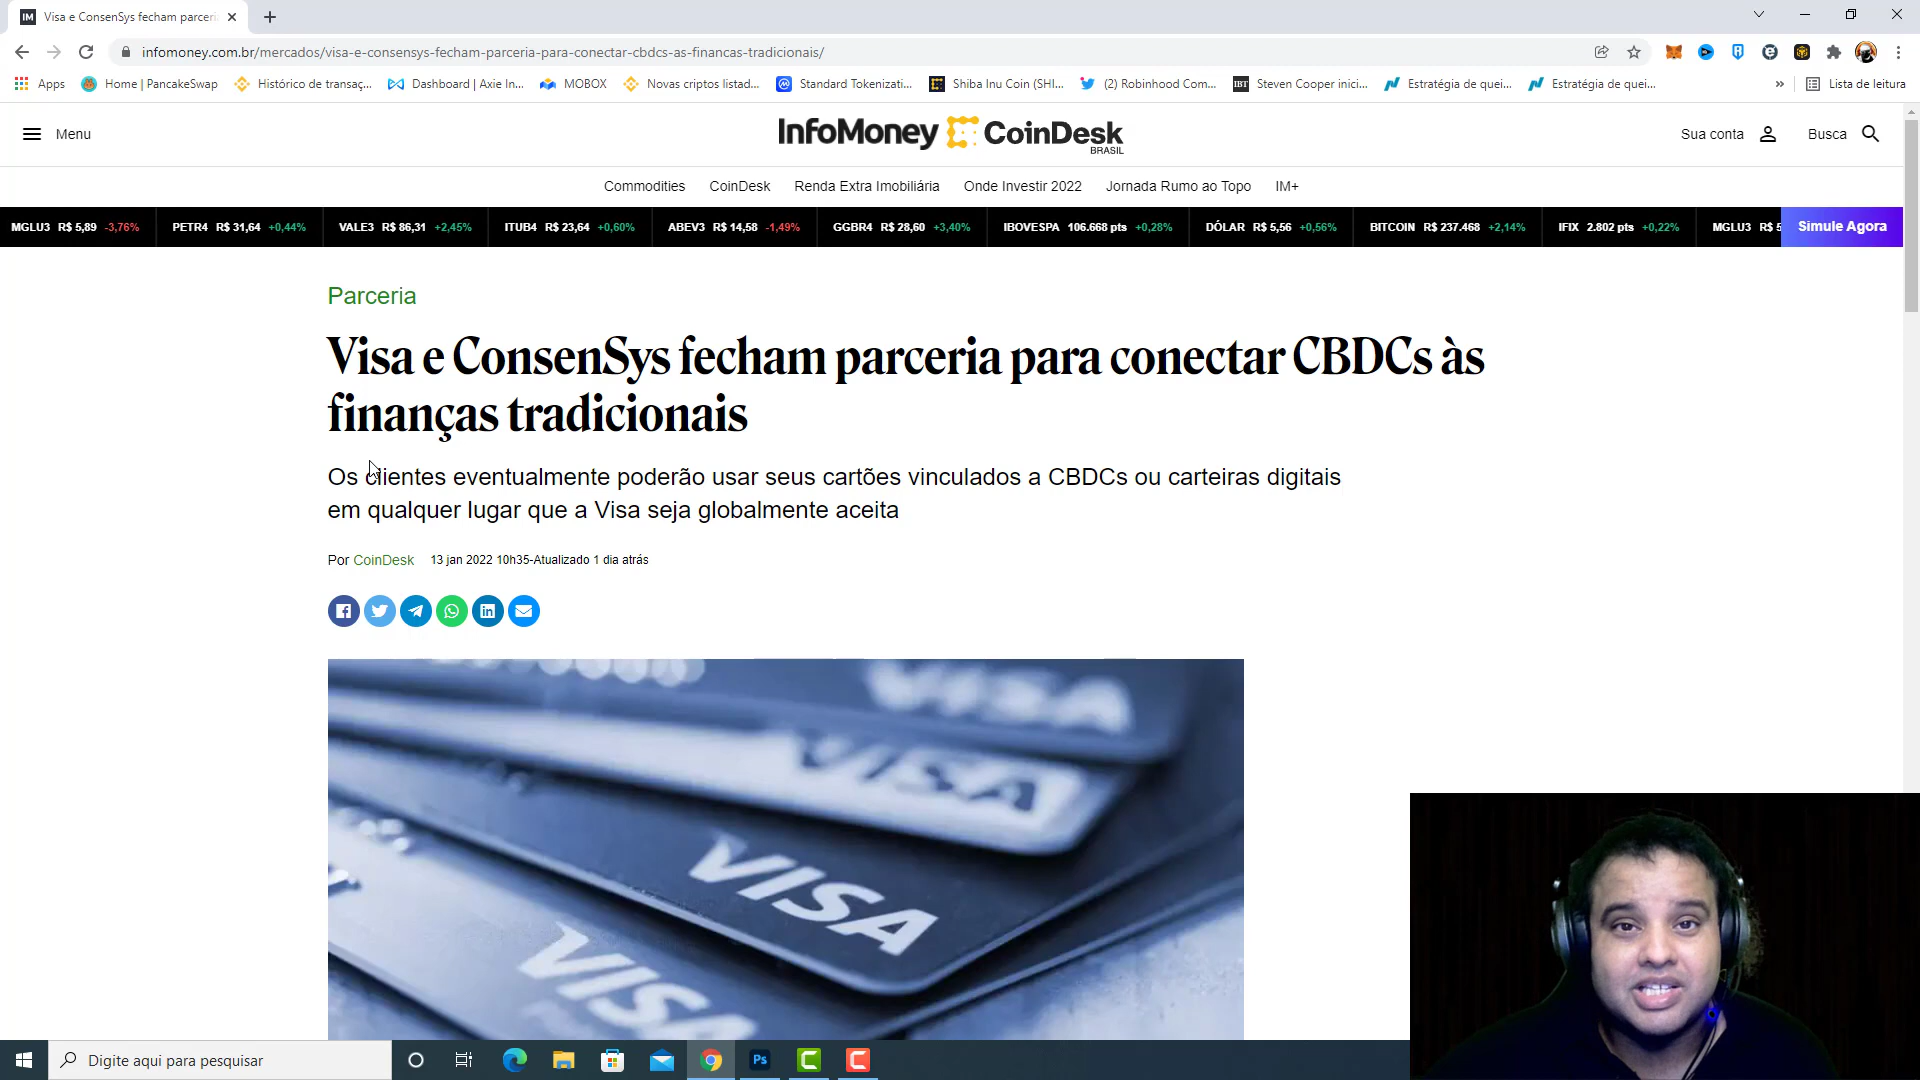 Visa e ConsenSys fecham parceri
infomoney.com.br/mercados/visa-e-consensys-fecham-parceria-para-conectar-cbdcs-as-financas-tradicionais/
Apps Home | PancakeSwap Histórico de transaç... Dashboard | Axie In... MOBOX Novas criptos listad... Standard Tokenizati... Shiba Inu Coin (SHI... (2) Robinhood Com... IBT Steven Cooper inici... Estratégia de quei... Estratégia de quei... » Lista de leitura
Menu InfoMoney CoinDesk BRASIL Sua conta Busca
Commodities CoinDesk Renda Extra Imobiliária Onde Investir 2022 Jornada Rumo ao Topo IM+
MGLU3 R$ 5,89 -3,76% PETR4 R$ 31,64 +0,44% VALE3 R$ 86,31 +2,45% ITUB4 R$ 23,64 +0,60% ABEV3 R$ 14,58 -1,49% GGBR4 R$ 28,60 +3,40% IBOVESPA 106.668 pts +0,28% DÓLAR R$ 5,56 +0,56% BITCOIN R$ 237.468 +2,14% IFIX 2.802 pts +0,22% MGLU3 R$ 5 Simule Agora
Parceria
Visa e ConsenSys fecham parceria para conectar CBDCs às
finanças tradicionais
Os clientes eventualmente poderão usar seus cartões vinculados a CBDCs ou carteiras digitais
em qualquer lugar que a Visa seja globalmente aceita
Por CoinDesk 13 jan 2022 10h35-Atualizado 1 dia atrás
VISA
VISA
VISA
VISA
Digite aqui para pesquisar
Ps